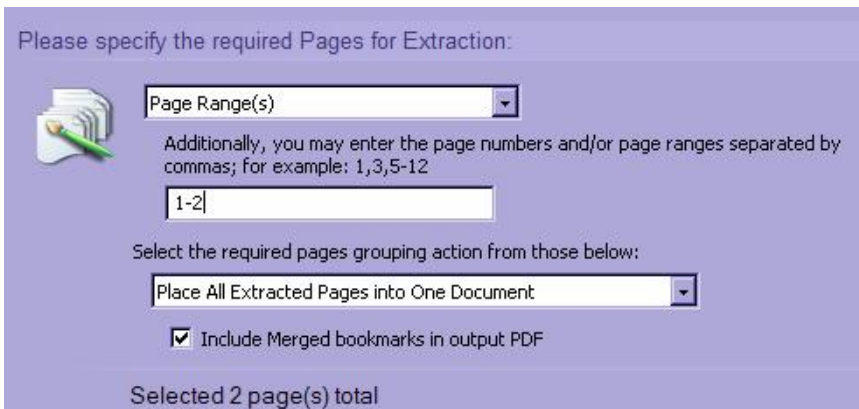 Please specify the required Pages for Extraction:
Page Range(s)
Additionally, you may enter the page numbers and/or page ranges separated by
commas; for example: 1,3,5-12
1-2
Select the required pages grouping action from those below:
Place All Extracted Pages into One Document
Include Merged bookmarks in output PDF
Selected 2 page(s) total